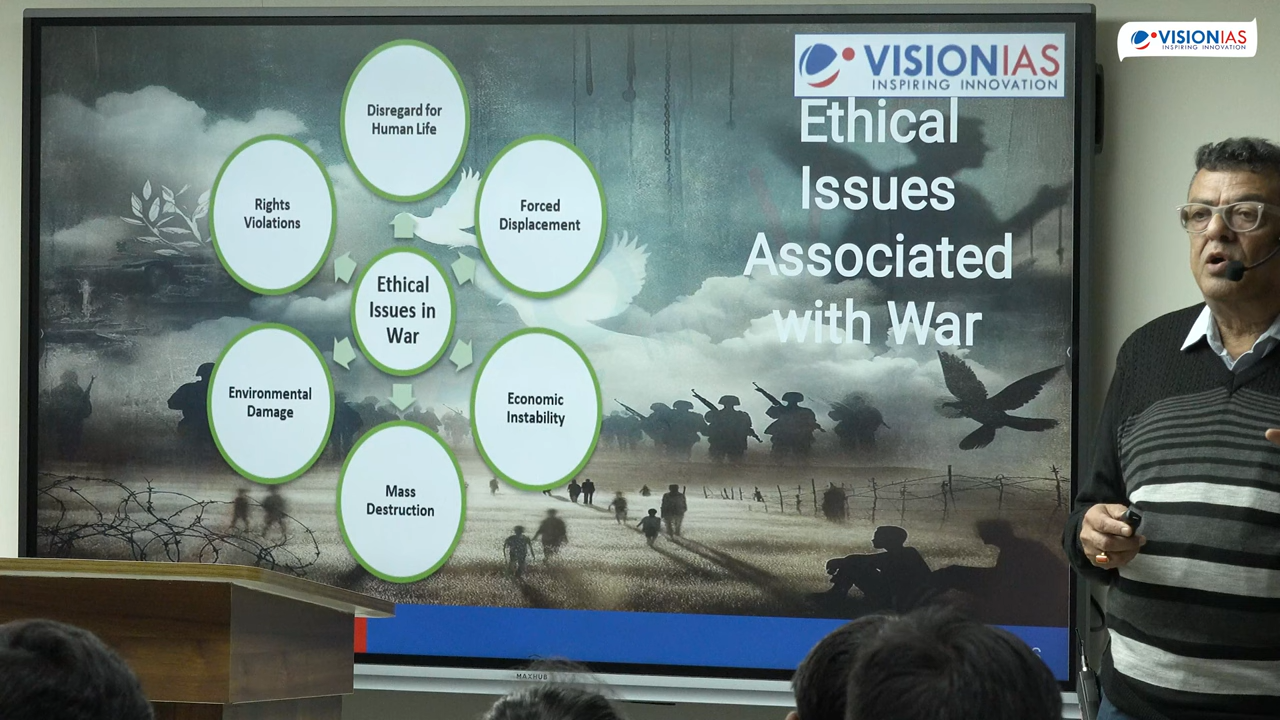 VISIONIAS
INSPIRING INNOVATION
VISIONIAS
INSPIRING INNOVATION
Ethical
Issues
Associated
with War
Disregard for
Human Life
Rights
Violations
Forced
Displacement
Ethical
Issues in
War
Environmental
Damage
Economic
Instability
Mass
Destruction
MAXHUB